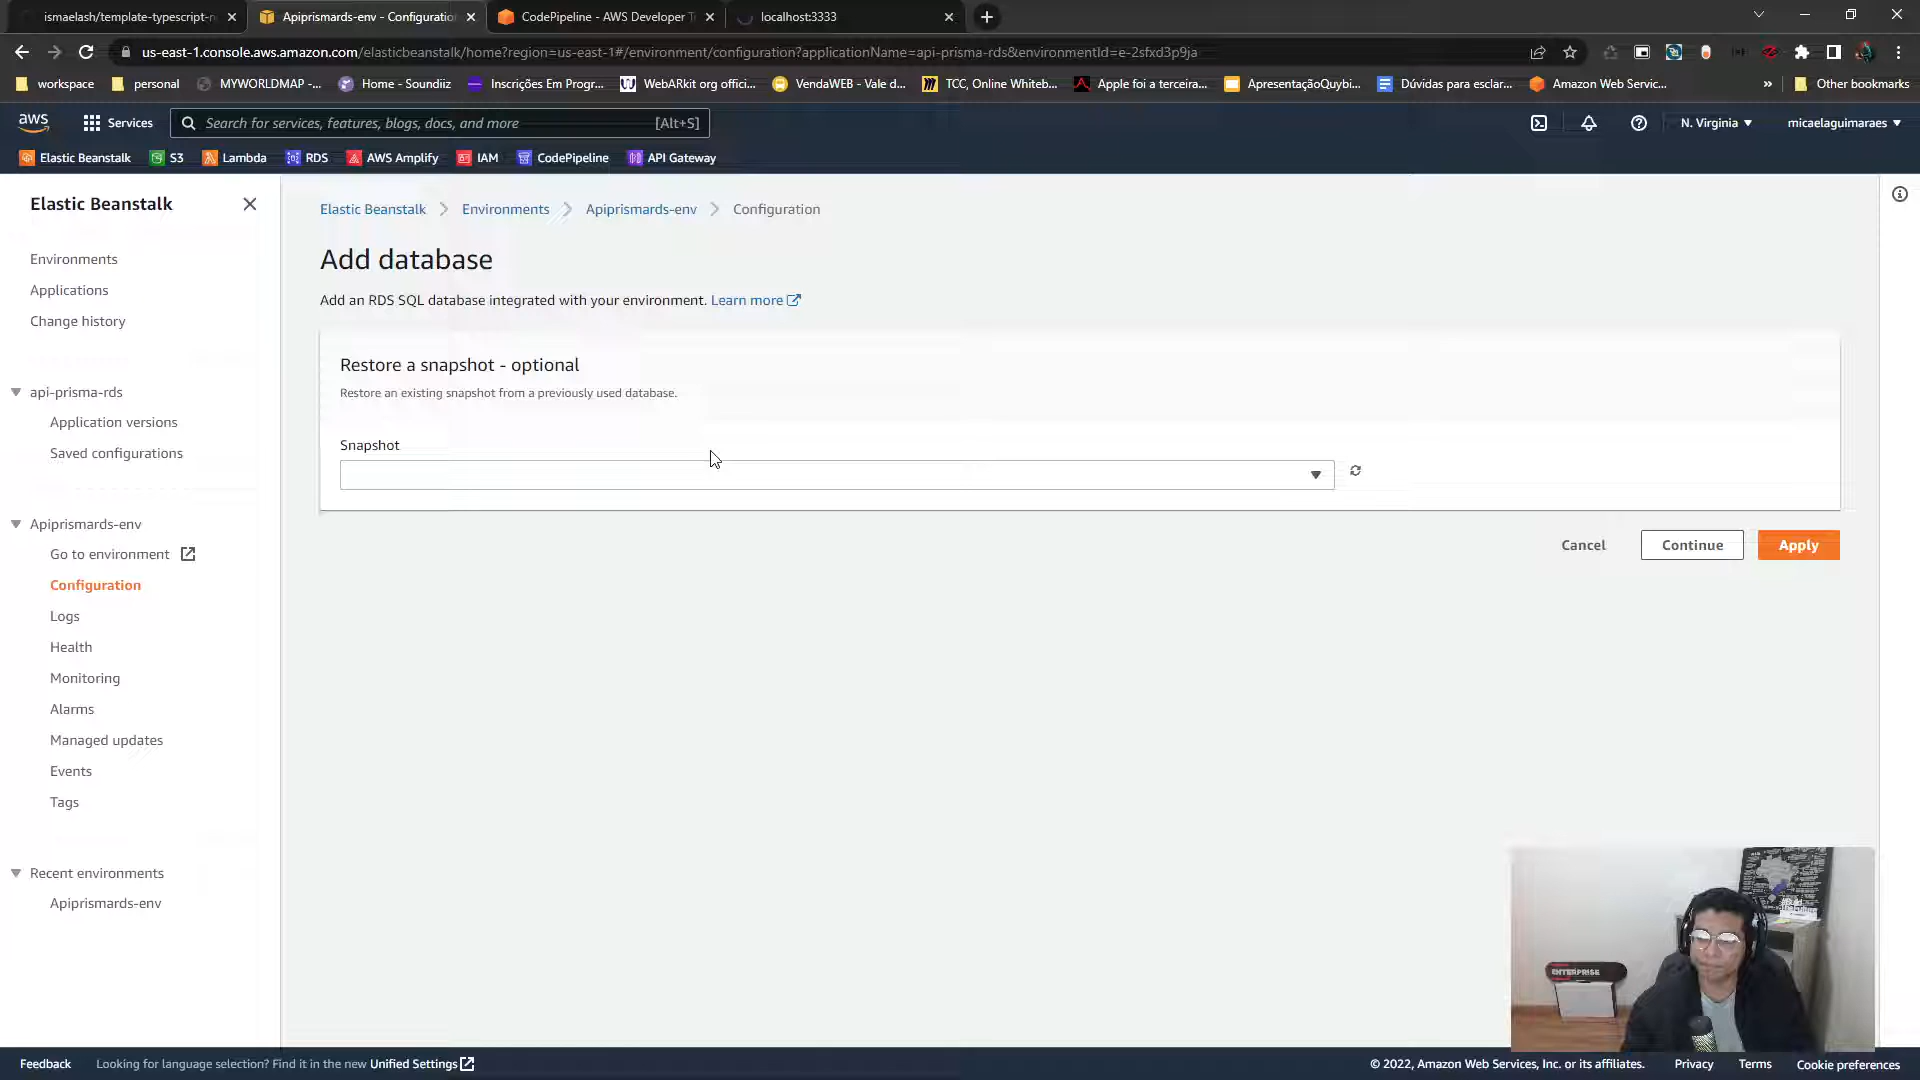 ismaelash/template-typescript-n
Apiprismards-env - Configuratio
CodePipeline - AWS Developer T
localhost:3333
us-east-1.console.aws.amazon.com/elasticbeanstalk/home?region=us-east-1#/environment/configuration?applicationName=api-prisma-rds&environmentId=e-2sfxd3p9ja
workspace
personal
MYWORLDMAP -...
Home - Soundiiz
Inscrições Em Progr...
WebARkit org offici...
VendaWEB - Vale d...
TCC, Online Whiteb...
Apple foi a terceira...
ApresentaçãoQuybi...
Dúvidas para esclar...
Amazon Web Servic...
»
Other bookmarks
aws
Services
Search for services, features, blogs, docs, and more
[Alt+S]
N. Virginia
micaelaguimaraes
Elastic Beanstalk
S3
Lambda
RDS
AWS Amplify
IAM
CodePipeline
API Gateway
Elastic Beanstalk
Environments
Applications
Change history
api-prisma-rds
Application versions
Saved configurations
Apiprismards-env
Go to environment
Configuration
Logs
Health
Monitoring
Alarms
Managed updates
Events
Tags
Recent environments
Apiprismards-env
Elastic Beanstalk
Environments
Apiprismards-env
Configuration
Add database
Add an RDS SQL database integrated with your environment. Learn more
Restore a snapshot - optional
Restore an existing snapshot from a previously used database.
Snapshot
Cancel
Continue
Apply
ENTERPRISE
Feedback
Looking for language selection? Find it in the new Unified Settings
© 2022, Amazon Web Services, Inc. or its affiliates.
Privacy
Terms
Cookie preferences